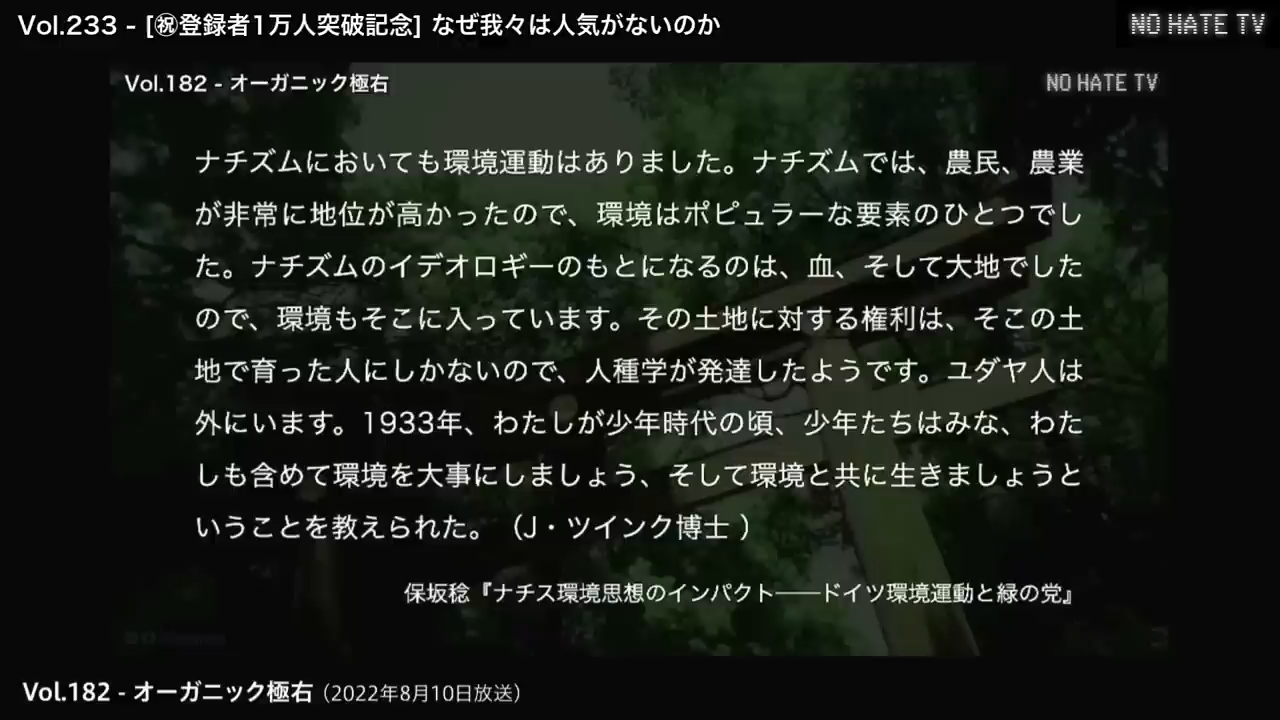 Vol.233 - [㊗登録者1万人突破記念] なぜ我々は人気がないのか
NO HATE TV
Vol.182 - オーガニック極右
NO HATE TV
ナチズムにおいても環境運動はありました。ナチズムでは、農民、農業
が非常に地位が高かったので、環境はポピュラーな要素のひとつでし
た。ナチズムのイデオロギーのもとになるのは、血、そして大地でした
ので、環境もそこに入っています。その土地に対する権利は、そこの土
地で育った人にしかないので、人種学が発達したようです。ユダヤ人は
外にいます。1933年、わたしが少年時代の頃、少年たちはみな、わた
しも含めて環境を大事にしましょう、そして環境と共に生きましょうと
いうことを教えられた。（J・ツインク博士 ）
保坂稔『ナチス環境思想のインパクト──ドイツ環境運動と緑の党』
Vol.182 - オーガニック極右（2022年8月10日放送）